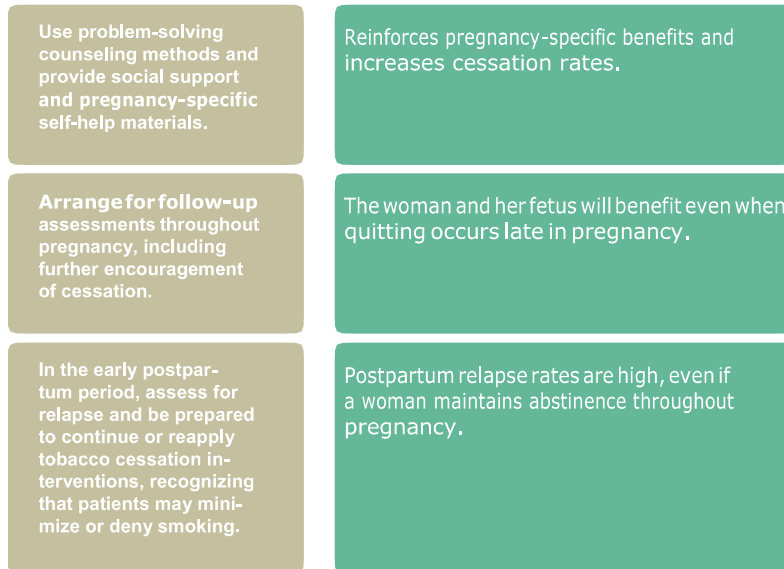 Use problem-solving
counseling methods and
provide social support
and pregnancy-specific
self-help materials.
Reinforces pregnancy-specific benefits and
increases cessation rates.
Arrange for follow-up
assessments throughout
pregnancy, including
further encouragement
of cessation.
The woman and her fetus will benefit even when
quitting occurs late in pregnancy.
In the early postpar-
tum period, assess for
relapse and be prepared
to continue or reapply
tobacco cessation in-
terventions, recognizing
that patients may mini-
mize or deny smoking.
Postpartum relapse rates are high, even if
a woman maintains abstinence throughout
pregnancy.